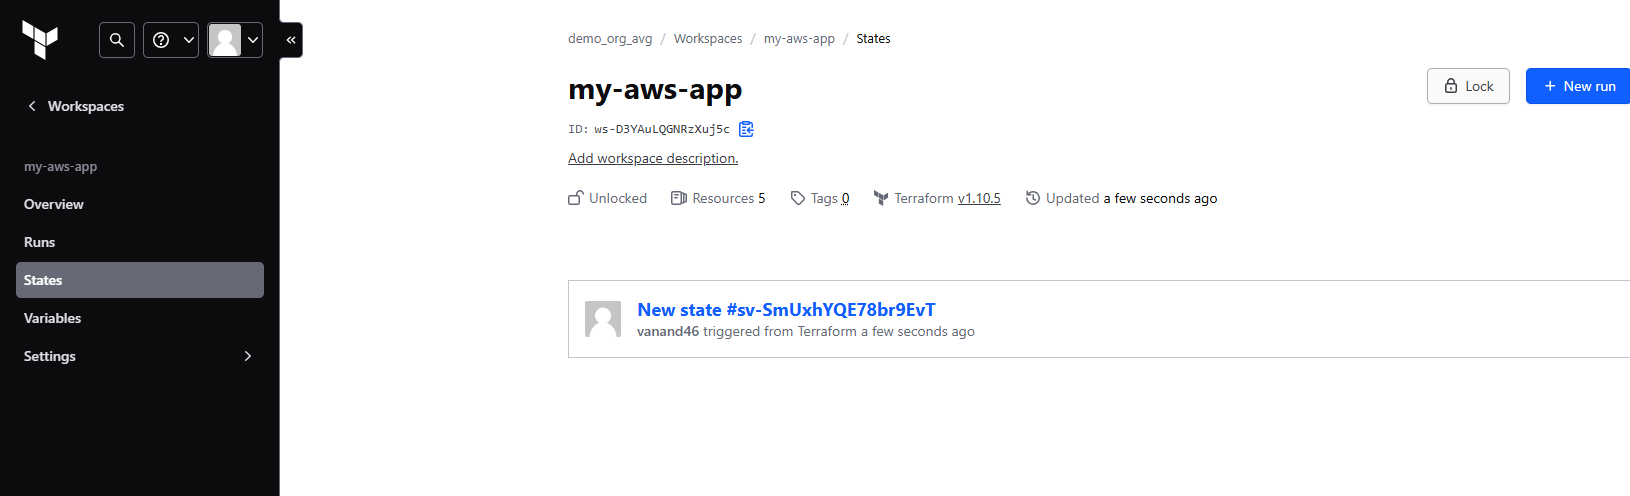 Workspaces
my-aws-app
Overview
Runs
States
Variables
Settings
demo_org_avg / Workspaces / my-aws-app / States
my-aws-app
Lock
+ New run
ID: ws-D3YAuLQGNRzXuj5c
Add workspace description.
Unlocked Resources 5 Tags 0 Terraform v1.10.5 Updated a few seconds ago
New state #sv-SmUxhYQE78br9EvT
vanand46 triggered from Terraform a few seconds ago